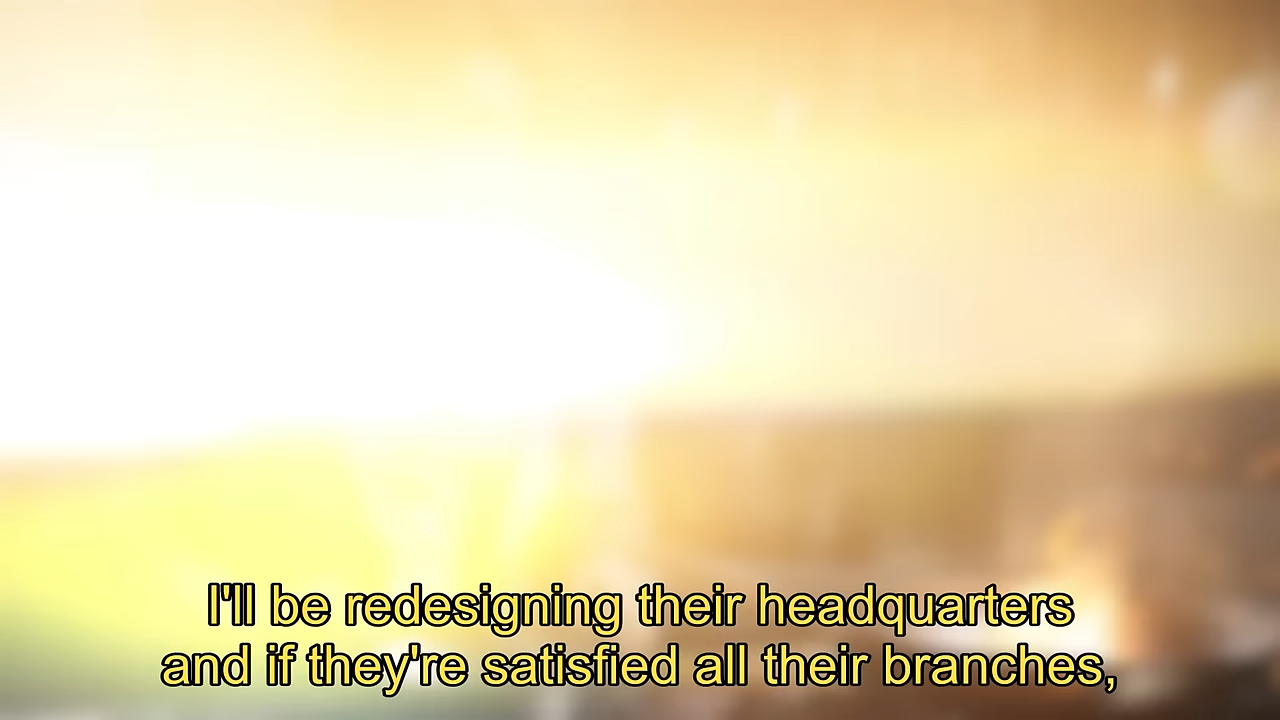 I'll be redesigning their headquarters
and if they're satisfied all their branches,